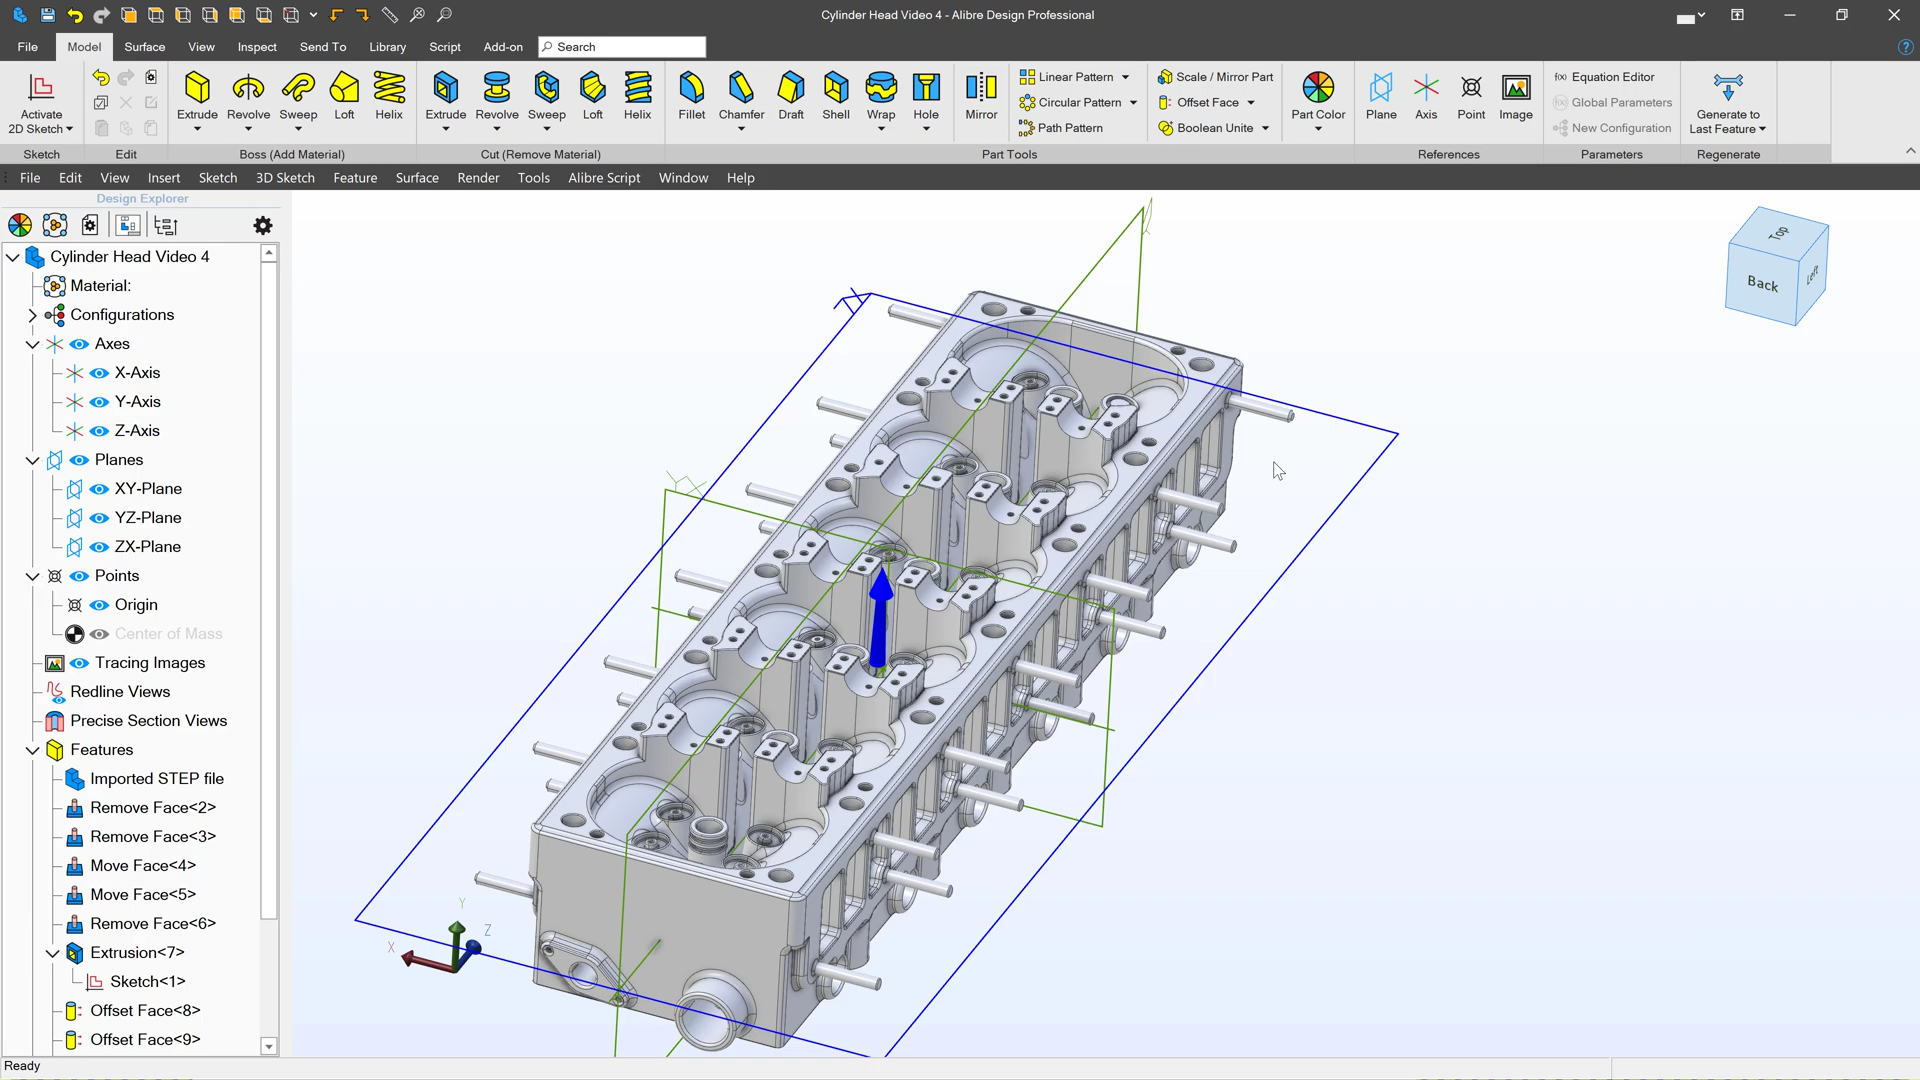 Cylinder Head Video 4 - Alibre Design Professional
File Model Surface View Inspect Send To Library Script Add-on Search
Activate 2D Sketch
Sketch
Edit
Extrude Revolve Sweep Loft Helix
Boss (Add Material)
Extrude Revolve Sweep Loft Helix
Cut (Remove Material)
Fillet Chamfer Draft Shell Wrap Hole Mirror
Linear Pattern
Circular Pattern
Path Pattern
Scale / Mirror Part
Offset Face
Boolean Unite
Part Color
Part Tools
Plane Axis Point Image
References
f(x) Equation Editor
f(x) Global Parameters
New Configuration
Parameters
Generate to Last Feature
Regenerate
File Edit View Insert Sketch 3D Sketch Feature Surface Render Tools Alibre Script Window Help
Design Explorer
Cylinder Head Video 4
Material:
Configurations
Axes
X-Axis
Y-Axis
Z-Axis
Planes
XY-Plane
YZ-Plane
ZX-Plane
Points
Origin
Center of Mass
Tracing Images
Redline Views
Precise Section Views
Features
Imported STEP file
Remove Face<2>
Remove Face<3>
Move Face<4>
Move Face<5>
Remove Face<6>
Extrusion<7>
Sketch<1>
Offset Face<8>
Offset Face<9>
Top
Back
Left
X
Y
Z
Ready